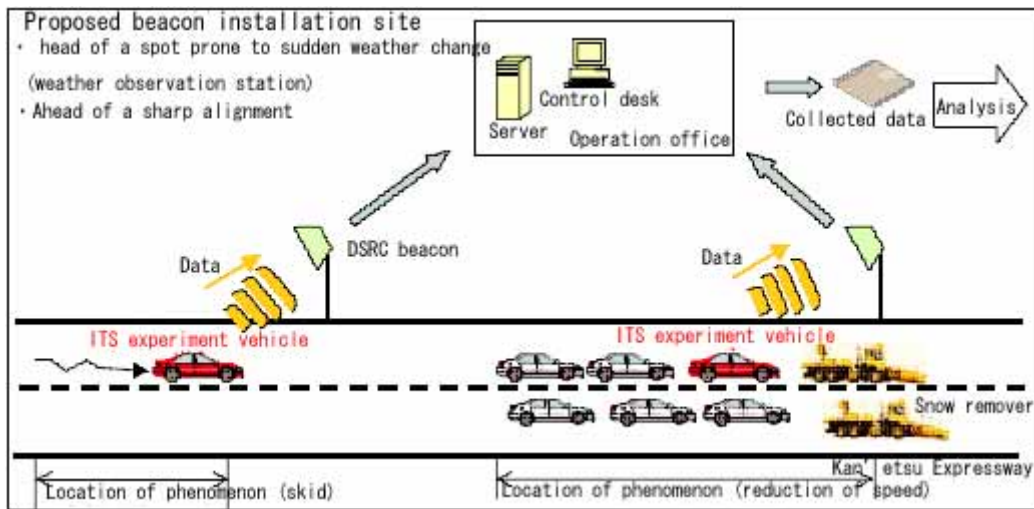 Proposed beacon installation site
・ head of a spot prone to sudden weather change
(weather observation station)
・Ahead of a sharp alignment
Control desk
Server
Operation office
Collected data
Analysis
DSRC beacon
Data
Data
ITS experiment vehicle
ITS experiment vehicle
Snow remover
Kan'etsu Expressway
Location of phenomenon (skid)
Location of phenomenon (reduction of speed)